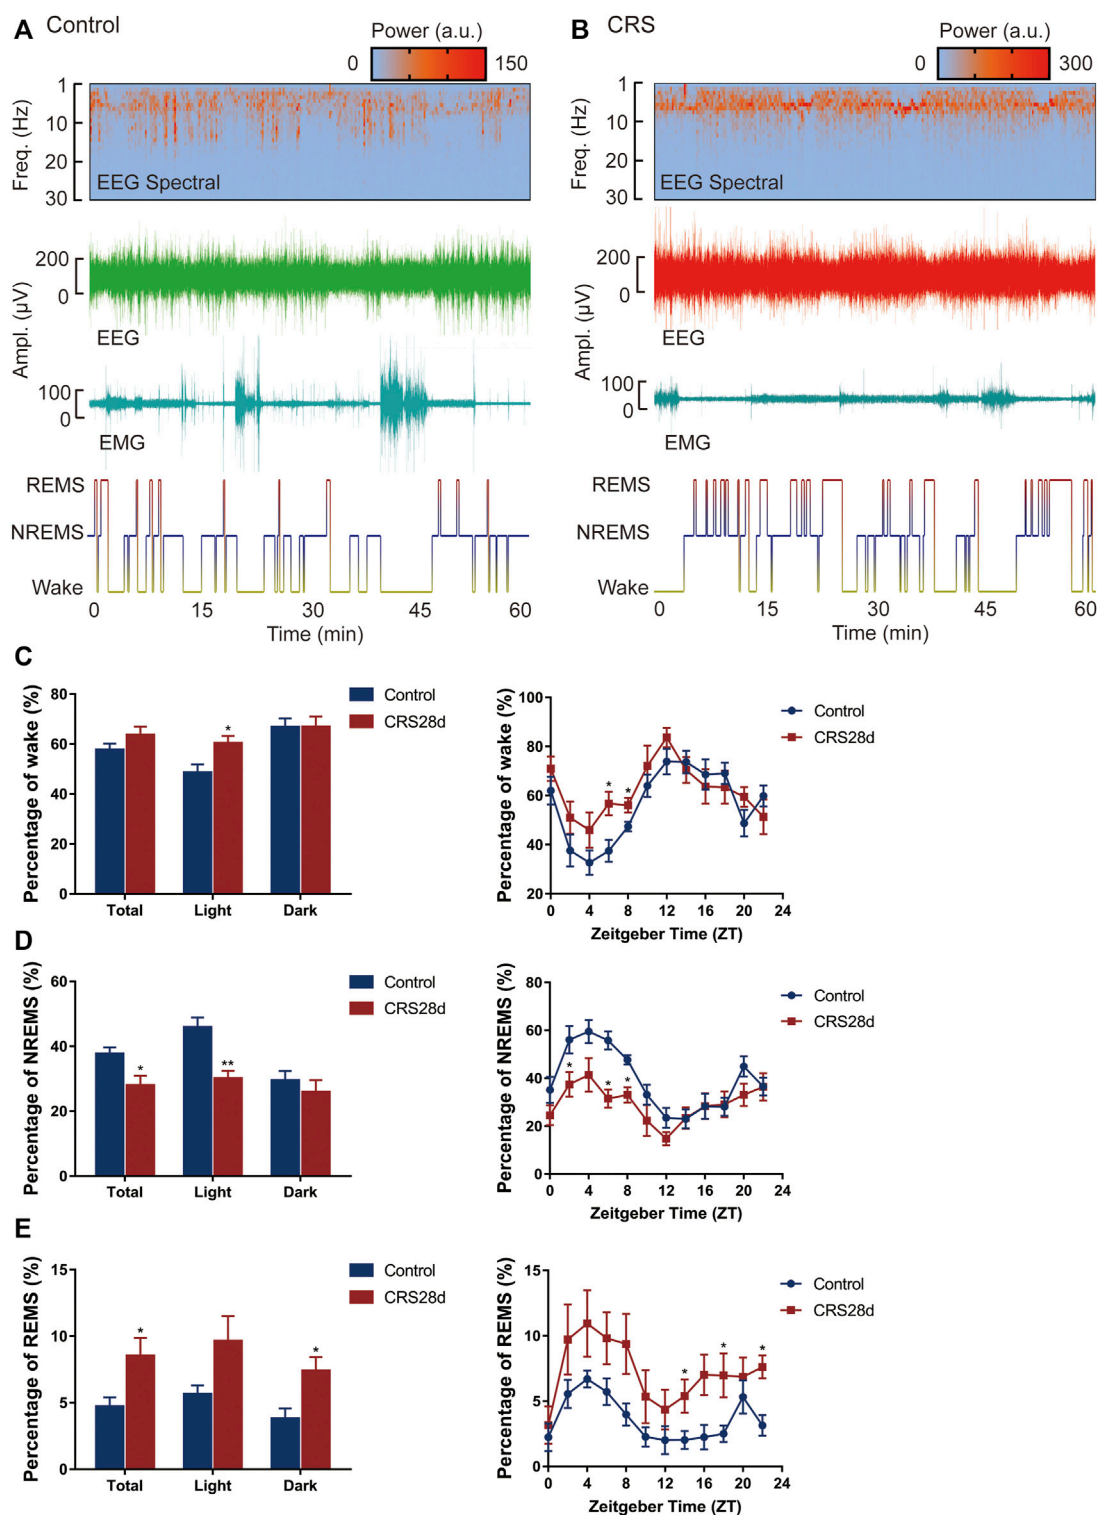 A Control
Power (a.u.)
0 150
1
10
20
30
Freq. (Hz)
EEG Spectral
200
0
Ampl. (µV)
EEG
100
0
EMG
REMS
NREMS
Wake
0 15 30 45 60
Time (min)
B CRS
Power (a.u.)
0 300
1
10
20
30
Freq. (Hz)
EEG Spectral
200
0
Ampl. (µV)
EEG
100
0
EMG
REMS
NREMS
Wake
0 15 30 45 60
Time (min)
C
Percentage of wake (%)
80
60
40
20
0
Total Light Dark
*
Control
CRS28d
Percentage of wake (%)
100
80
60
40
20
0 4 8 12 16 20 24
Zeitgeber Time (ZT)
* *
Control
CRS28d
D
Percentage of NREMS (%)
60
40
20
0
Total Light Dark
* **
Control
CRS28d
Percentage of NREMS (%)
80
60
40
20
0
0 4 8 12 16 20 24
Zeitgeber Time (ZT)
* * *
Control
CRS28d
E
Percentage of REMS (%)
15
10
5
0
Total Light Dark
* *
Control
CRS28d
Percentage of REMS (%)
15
10
5
0
0 4 8 12 16 20 24
Zeitgeber Time (ZT)
* * *
Control
CRS28d